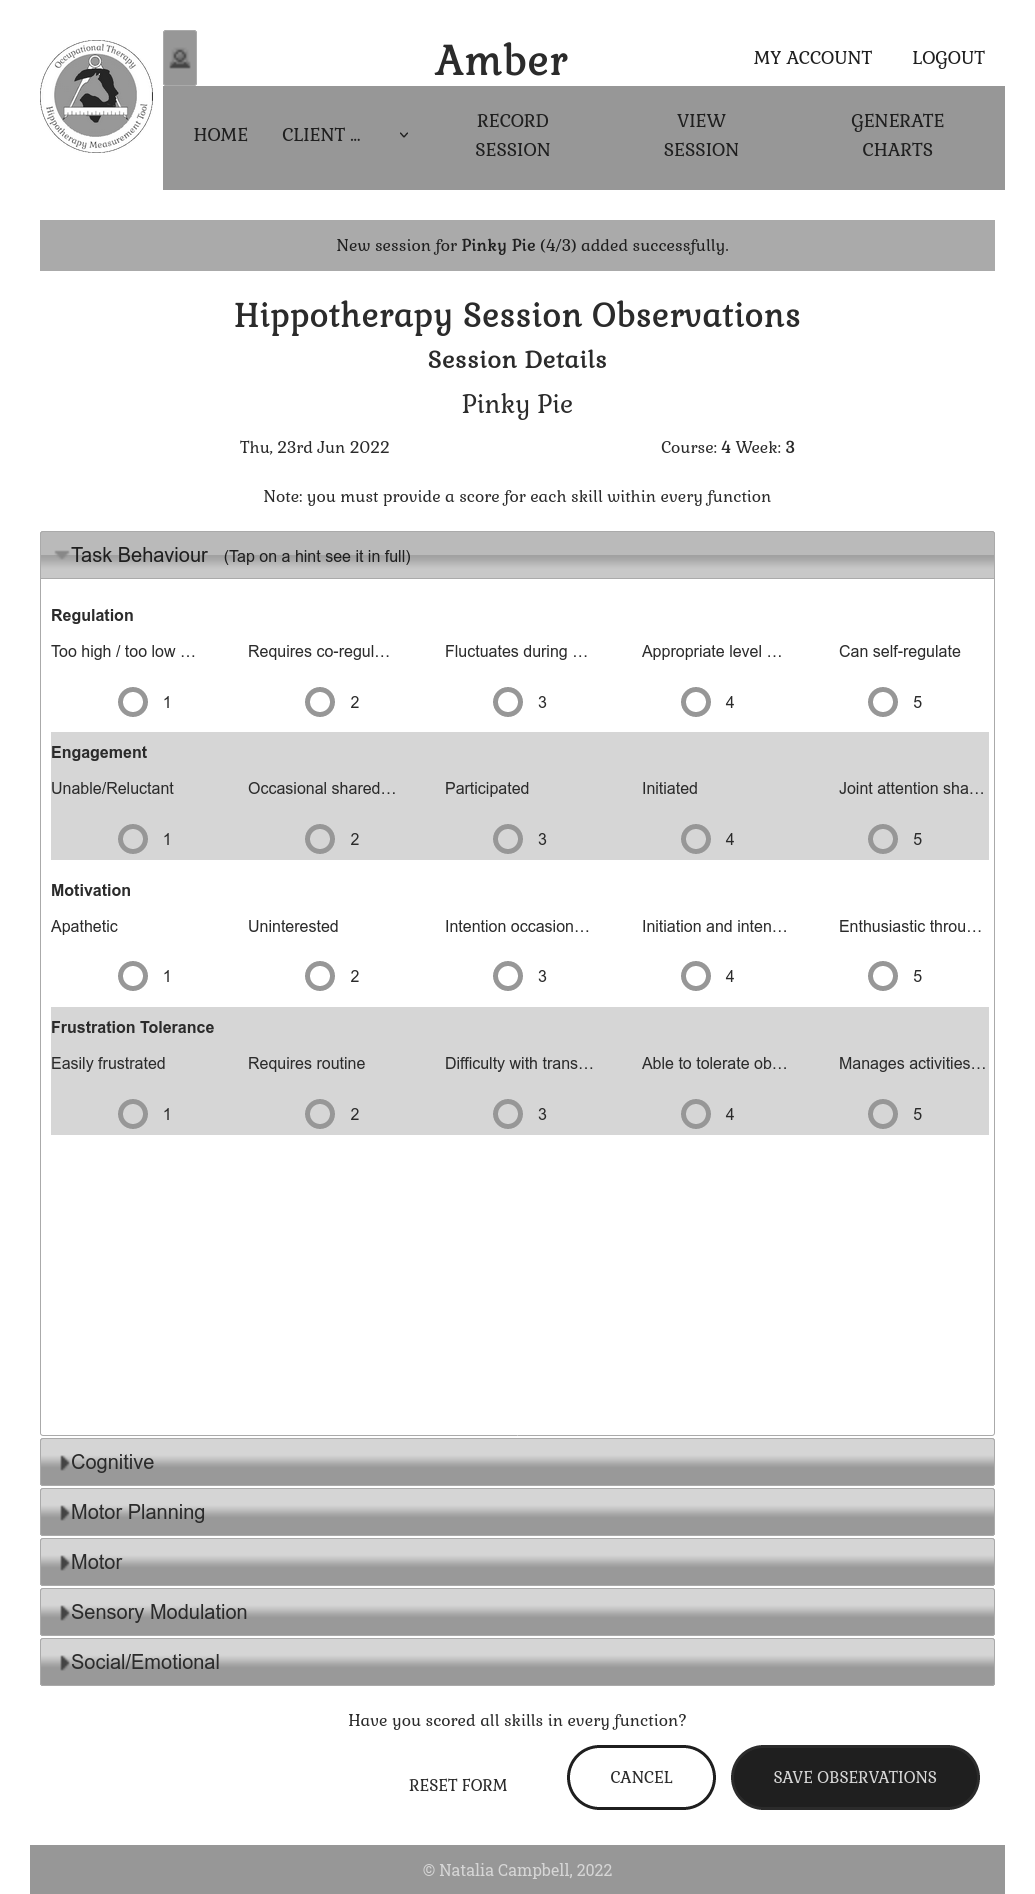 Occupational Therapy
Hippotherapy Measurement Tool
Amber
MY ACCOUNT LOGOUT
HOME CLIENT ... RECORD SESSION VIEW SESSION GENERATE CHARTS
New session for Pinky Pie (4/3) added successfully.
Hippotherapy Session Observations
Session Details
Pinky Pie
Thu, 23rd Jun 2022 Course: 4 Week: 3
Note: you must provide a score for each skill within every function
Task Behaviour (Tap on a hint see it in full)
Regulation
Too high / too low … Requires co-regul… Fluctuates during … Appropriate level … Can self-regulate
1 2 3 4 5
Engagement
Unable/Reluctant Occasional shared… Participated Initiated Joint attention sha…
1 2 3 4 5
Motivation
Apathetic Uninterested Intention occasion… Initiation and inten… Enthusiastic throu…
1 2 3 4 5
Frustration Tolerance
Easily frustrated Requires routine Difficulty with trans… Able to tolerate ob… Manages activities…
1 2 3 4 5
Cognitive
Motor Planning
Motor
Sensory Modulation
Social/Emotional
Have you scored all skills in every function?
RESET FORM CANCEL SAVE OBSERVATIONS
© Natalia Campbell, 2022